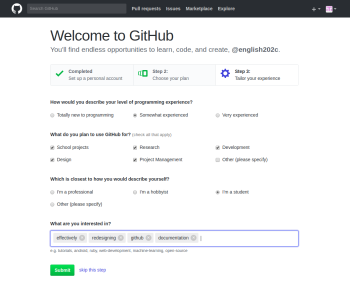 Search GitHub
Pull requests Issues Marketplace Explore
Welcome to GitHub
You'll find endless opportunities to learn, code, and create, @english202c.
Completed
Set up a personal account
Step 2:
Choose your plan
Step 3:
Tailor your experience
How would you describe your level of programming experience?
Totally new to programming Somewhat experienced Very experienced
What do you plan to use GitHub for? (check all that apply)
School projects Research Development
Design Project Management Other (please specify)
Which is closest to how you would describe yourself?
I'm a professional I'm a hobbyist I'm a student
Other (please specify)
What are you interested in?
effectively redesigning github documentation
e.g. tutorials, android, ruby, web-development, machine-learning, open-source
Submit skip this step